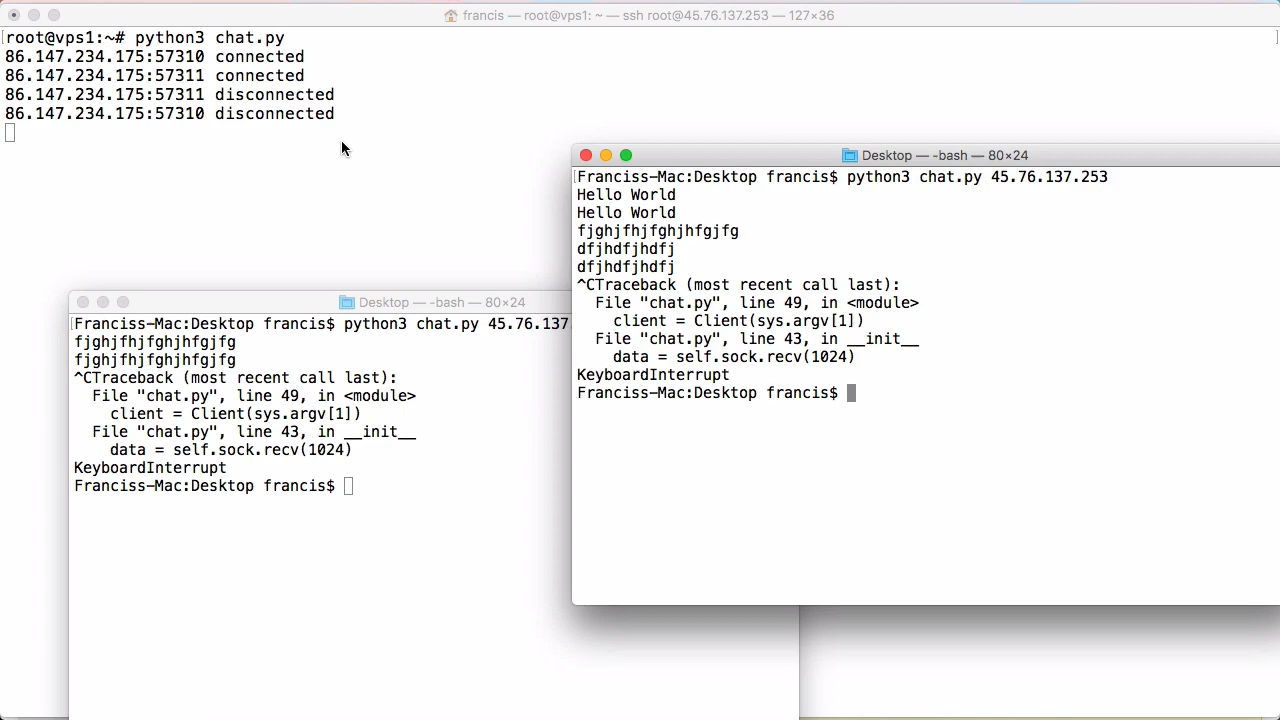 francis — root@vps1: ~ — ssh root@45.76.137.253 — 127×36
root@vps1:~# python3 chat.py
86.147.234.175:57310 connected
86.147.234.175:57311 connected
86.147.234.175:57311 disconnected
86.147.234.175:57310 disconnected
Desktop — -bash — 80×24
Franciss-Mac:Desktop francis$ python3 chat.py 45.76.137.253
Hello World
Hello World
fjghjfhjfghjhfgjfg
dfjhdfjhdfj
dfjhdfjhdfj
^CTraceback (most recent call last):
  File "chat.py", line 49, in <module>
    client = Client(sys.argv[1])
  File "chat.py", line 43, in __init__
    data = self.sock.recv(1024)
KeyboardInterrupt
Franciss-Mac:Desktop francis$
Desktop — -bash — 80×24
Franciss-Mac:Desktop francis$ python3 chat.py 45.76.137
fjghjfhjfghjhfgjfg
fjghjfhjfghjhfgjfg
^CTraceback (most recent call last):
  File "chat.py", line 49, in <module>
    client = Client(sys.argv[1])
  File "chat.py", line 43, in __init__
    data = self.sock.recv(1024)
KeyboardInterrupt
Franciss-Mac:Desktop francis$